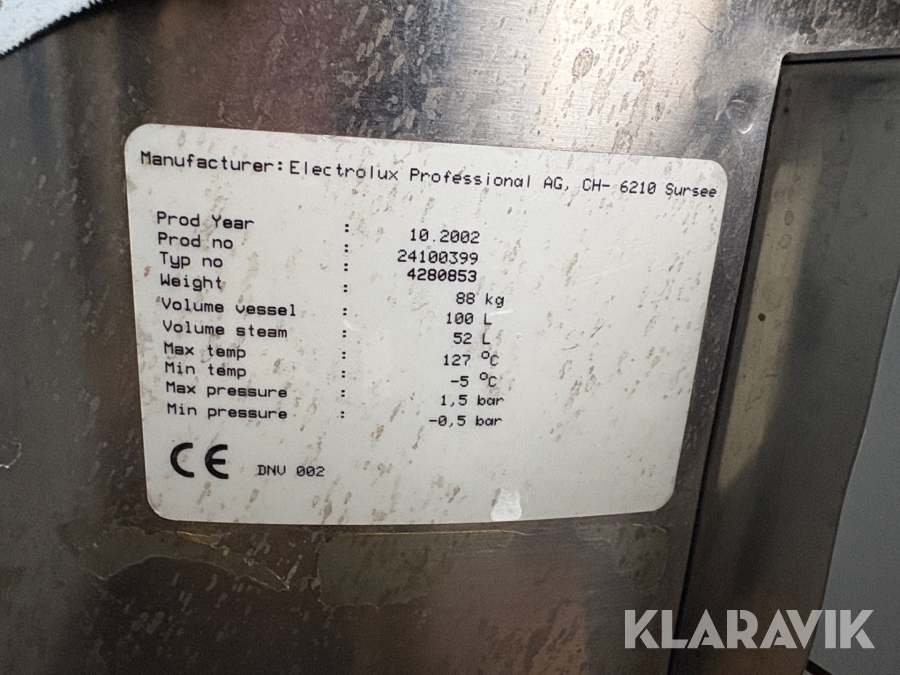 Manufacturer: Electrolux Professional AG, CH- 6210 Sursee
Prod Year : 10.2002
Prod no : 24100399
Typ no : 4280853
Weight : 88 kg
Volume vessel : 100 L
Volume steam : 52 L
Max temp : 127 °C
Min temp : -5 °C
Max pressure : 1,5 bar
Min pressure : -0,5 bar
CE DNV 002
KLARAVIK